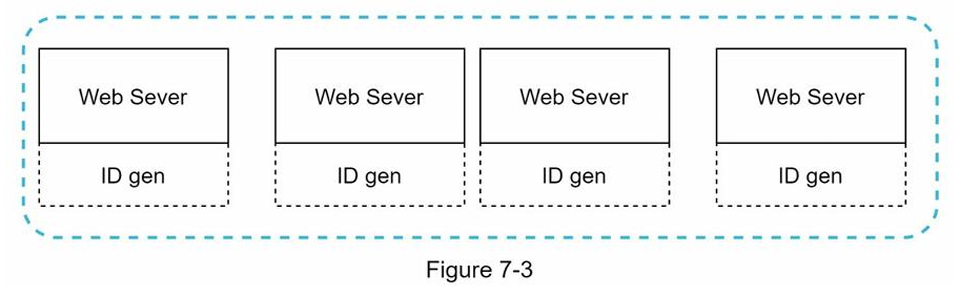 Web Sever Web Sever Web Sever Web Sever
ID gen ID gen ID gen ID gen
Figure 7-3